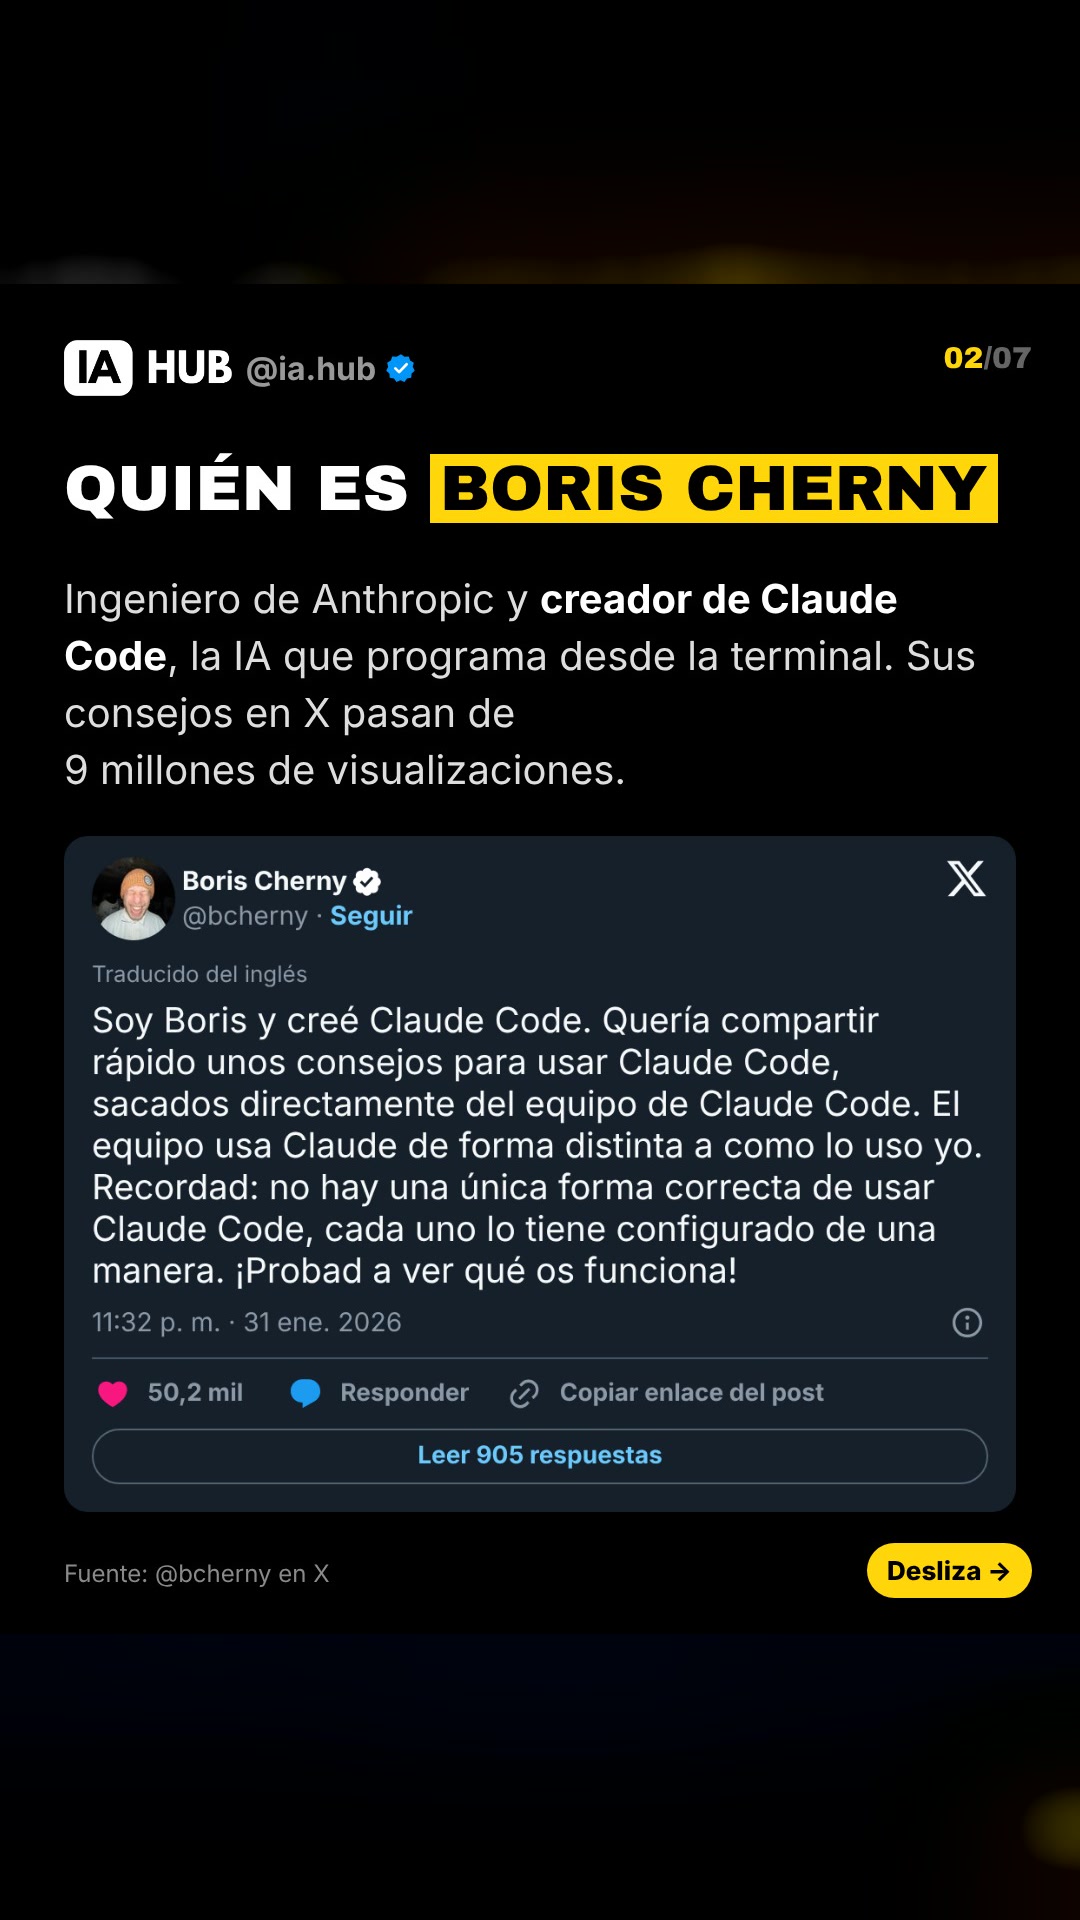 IA HUB @ia.hub
02/07
QUIÉN ES BORIS CHERNY
Ingeniero de Anthropic y creador de Claude
Code, la IA que programa desde la terminal. Sus
consejos en X pasan de
9 millones de visualizaciones.
Boris Cherny
@bcherny · Seguir
Traducido del inglés
Soy Boris y creé Claude Code. Quería compartir
rápido unos consejos para usar Claude Code,
sacados directamente del equipo de Claude Code. El
equipo usa Claude de forma distinta a como lo uso yo.
Recordad: no hay una única forma correcta de usar
Claude Code, cada uno lo tiene configurado de una
manera. ¡Probad a ver qué os funciona!
11:32 p. m. · 31 ene. 2026
50,2 mil Responder Copiar enlace del post
Leer 905 respuestas
Fuente: @bcherny en X
Desliza →